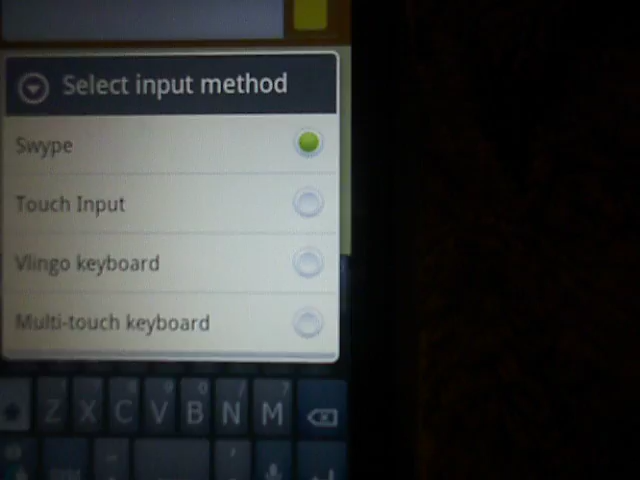 Select input method
Swype
Touch Input
Vlingo keyboard
Multi-touch keyboard
Z X C V B N M